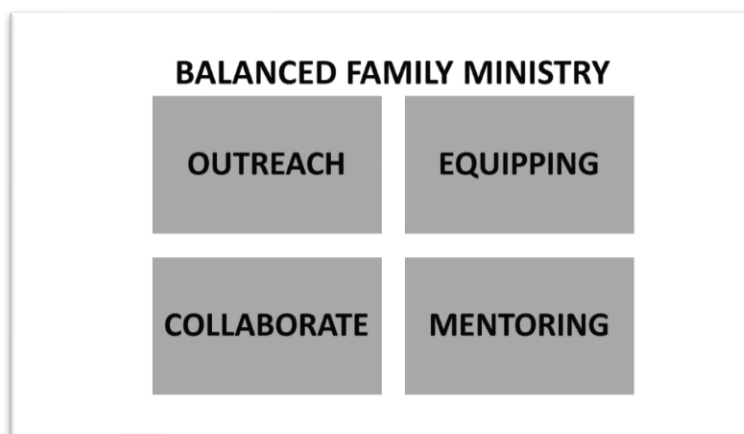 BALANCED FAMILY MINISTRY
OUTREACH
EQUIPPING
COLLABORATE
MENTORING